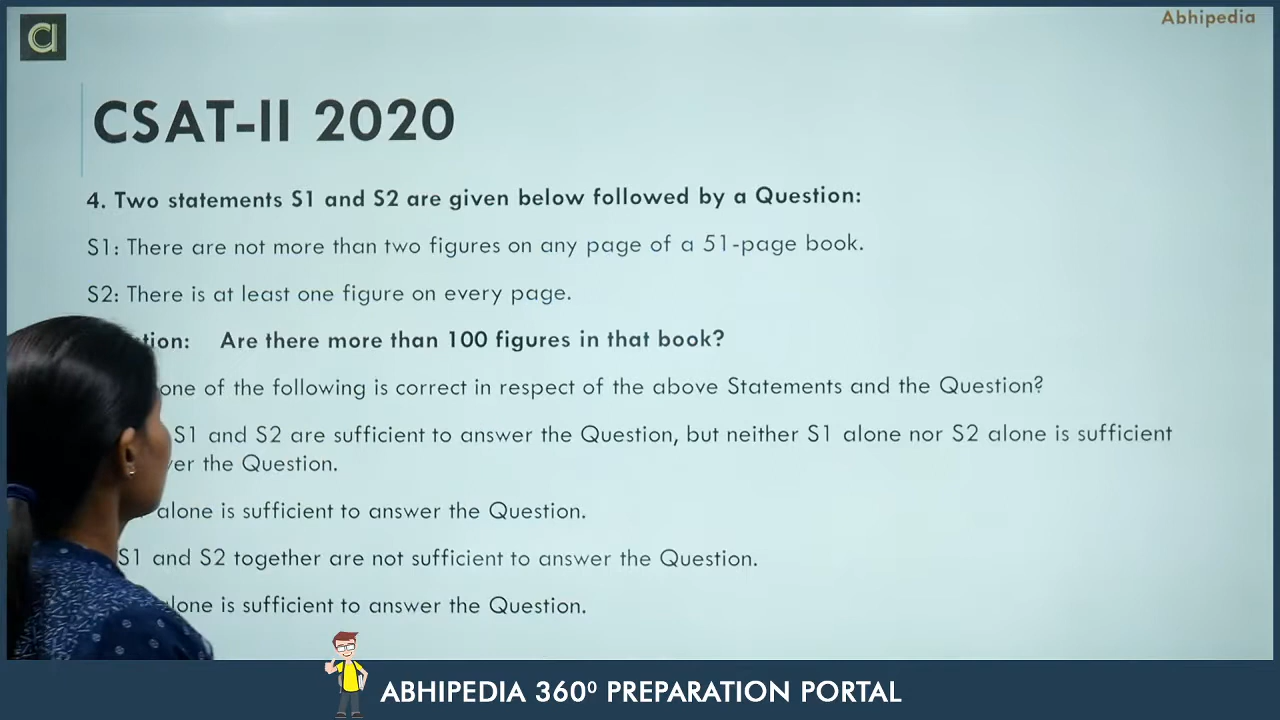 Abhipedia
CSAT-II 2020
4. Two statements S1 and S2 are given below followed by a Question:
S1: There are not more than two figures on any page of a 51-page book.
S2: There is at least one figure on every page.
tion: Are there more than 100 figures in that book?
one of the following is correct in respect of the above Statements and the Question?
S1 and S2 are sufficient to answer the Question, but neither S1 alone nor S2 alone is sufficient
er the Question.
alone is sufficient to answer the Question.
S1 and S2 together are not sufficient to answer the Question.
lone is sufficient to answer the Question.
ABHIPEDIA 360⁰ PREPARATION PORTAL